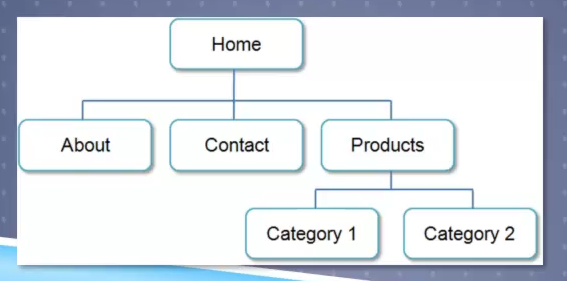 Home
About
Contact
Products
Category 1
Category 2